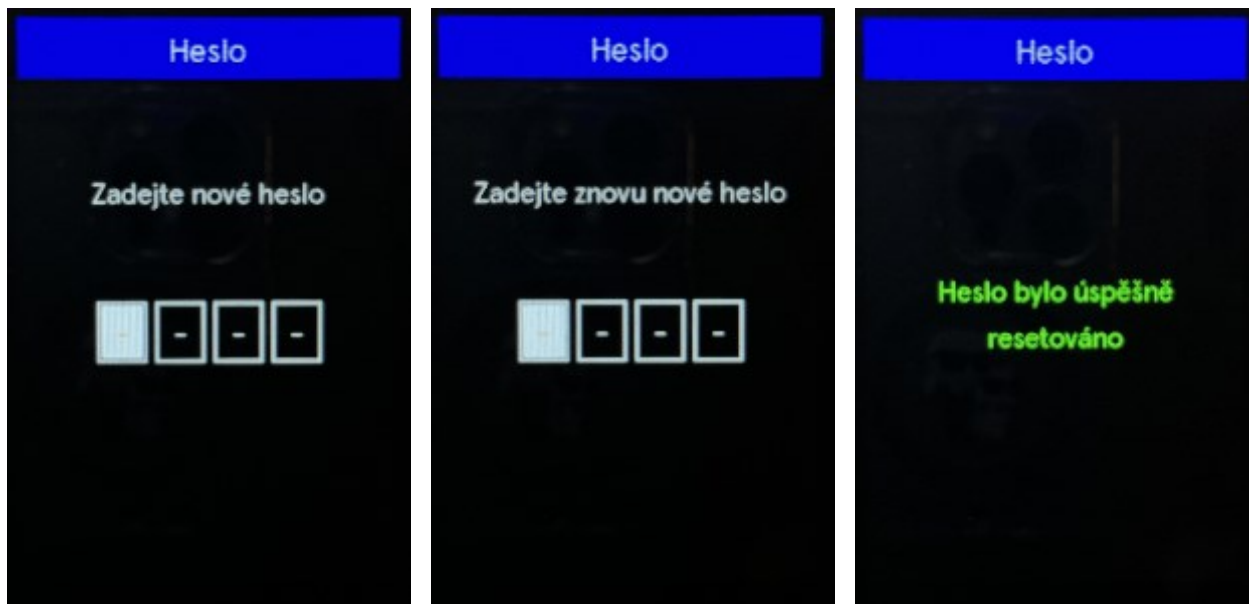 Heslo
Zadejte nové heslo
- - - -
Heslo
Zadejte znovu nové heslo
- - - -
Heslo
Heslo bylo úspěšně
resetováno